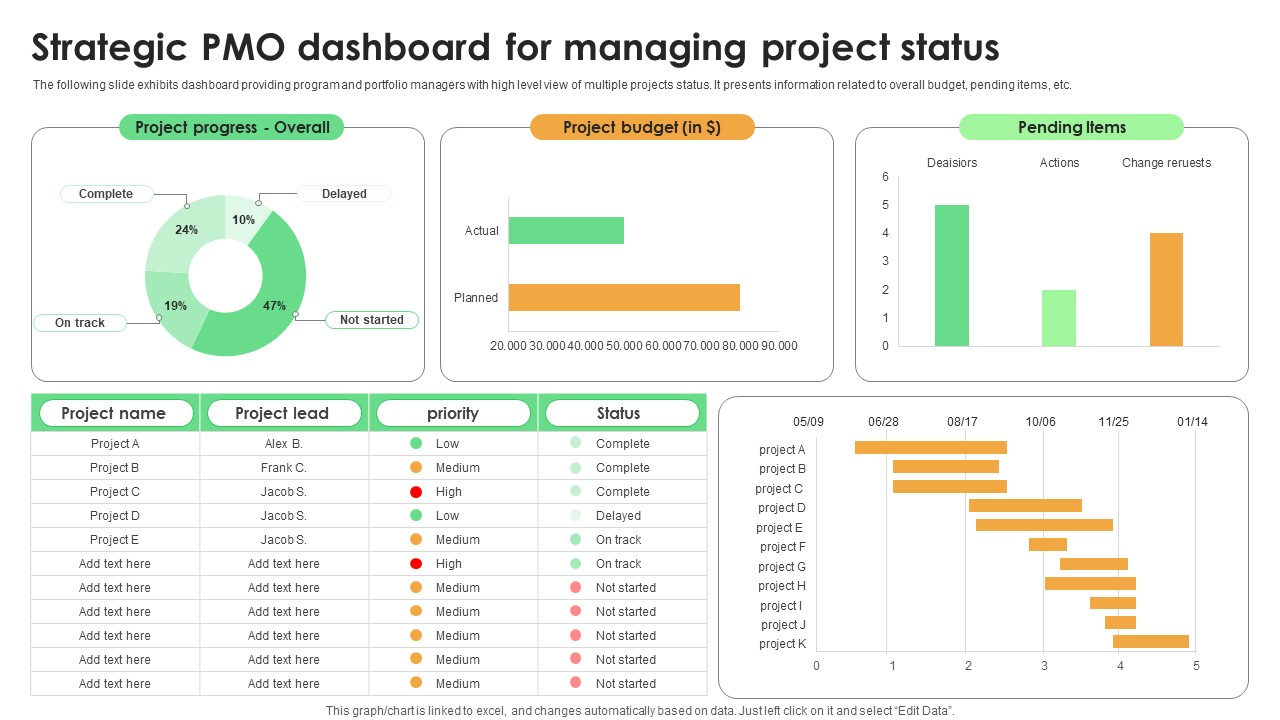 Strategic PMO dashboard for managing project status
The following slide exhibits dashboard providing program and portfolio managers with high level view of multiple projects status. It presents information related to overall budget, pending items, etc.
Project progress - Overall
Complete
Delayed
24%
10%
19%
47%
On track
Not started
Project budget (in $)
Actual
Planned
20.000 30.000 40.000 50.000 60.000 70.000 80.000 90.000
Pending Items
Deaisiors Actions Change reruests
6
5
4
3
2
1
0
Project name Project lead priority Status
Project A Alex B. Low Complete
Project B Frank C. Medium Complete
Project C Jacob S. High Complete
Project D Jacob S. Low Delayed
Project E Jacob S. Medium On track
Add text here Add text here High On track
Add text here Add text here Medium Not started
Add text here Add text here Medium Not started
Add text here Add text here Medium Not started
Add text here Add text here Medium Not started
Add text here Add text here Medium Not started
05/09 06/28 08/17 10/06 11/25 01/14
project A
project B
project C
project D
project E
project F
project G
project H
project I
project J
project K
0 1 2 3 4 5
This graph/chart is linked to excel, and changes automatically based on data. Just left click on it and select “Edit Data”.